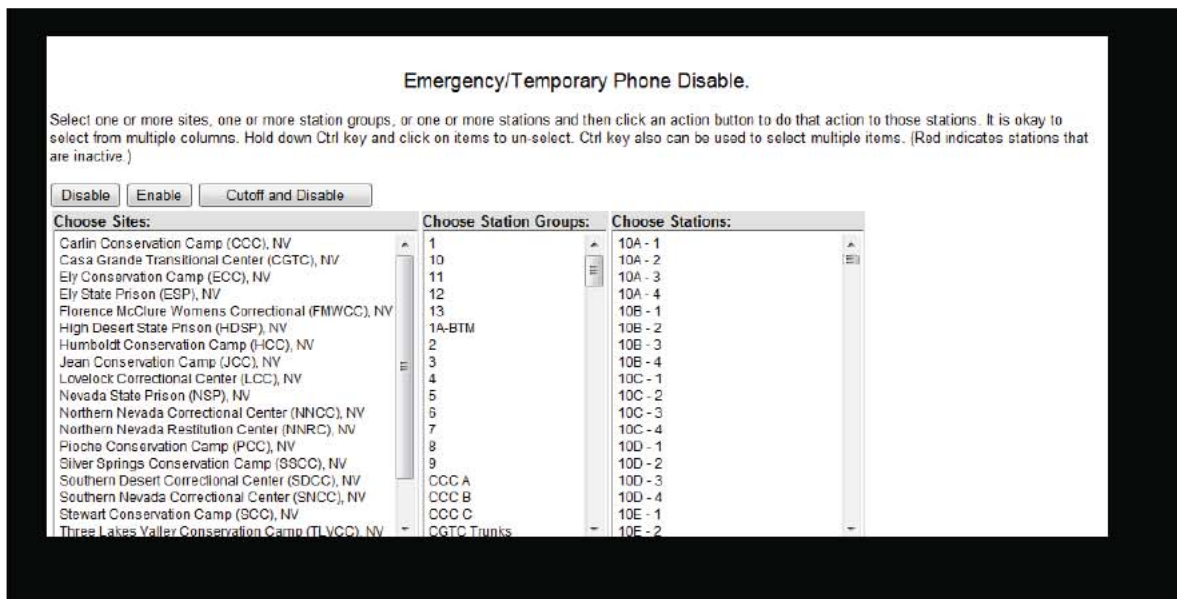 Emergency/Temporary Phone Disable.
Select one or more sites, one or more station groups, or one or more stations and then click an action button to do that action to those stations. It is okay to
select from multiple columns. Hold down Ctrl key and click on items to un-select. Ctrl key also can be used to select multiple items. (Red indicates stations that
are inactive.)
Disable Enable Cutoff and Disable
Choose Sites: Choose Station Groups: Choose Stations:
Carlin Conservation Camp (CCC), NV 1 10A - 1
Casa Grande Transitional Center (CGTC), NV 10 10A - 2
Ely Conservation Camp (ECC), NV 11 10A - 3
Ely State Prison (ESP), NV 12 10A - 4
Florence McClure Womens Correctional (FMWCC), NV 13 10B - 1
High Desert State Prison (HDSP), NV 1A-BTM 10B - 2
Humboldt Conservation Camp (HCC), NV 2 10B - 3
Jean Conservation Camp (JCC), NV 3 10B - 4
Lovelock Correctional Center (LCC), NV 4 10C - 1
Nevada State Prison (NSP), NV 5 10C - 2
Northern Nevada Correctional Center (NNCC), NV 6 10C - 3
Northern Nevada Restitution Center (NNRC), NV 7 10C - 4
Pioche Conservation Camp (PCC), NV 8 10D - 1
Silver Springs Conservation Camp (SSCC), NV 9 10D - 2
Southern Desert Correctional Center (SDCC), NV CCC A 10D - 3
Southern Nevada Correctional Center (SNCC), NV CCC B 10D - 4
Stewart Conservation Camp (SCC), NV CCC C 10E - 1
Three Lakes Valley Conservation Camp (TLVCC), NV CGTC Trunks 10E - 2